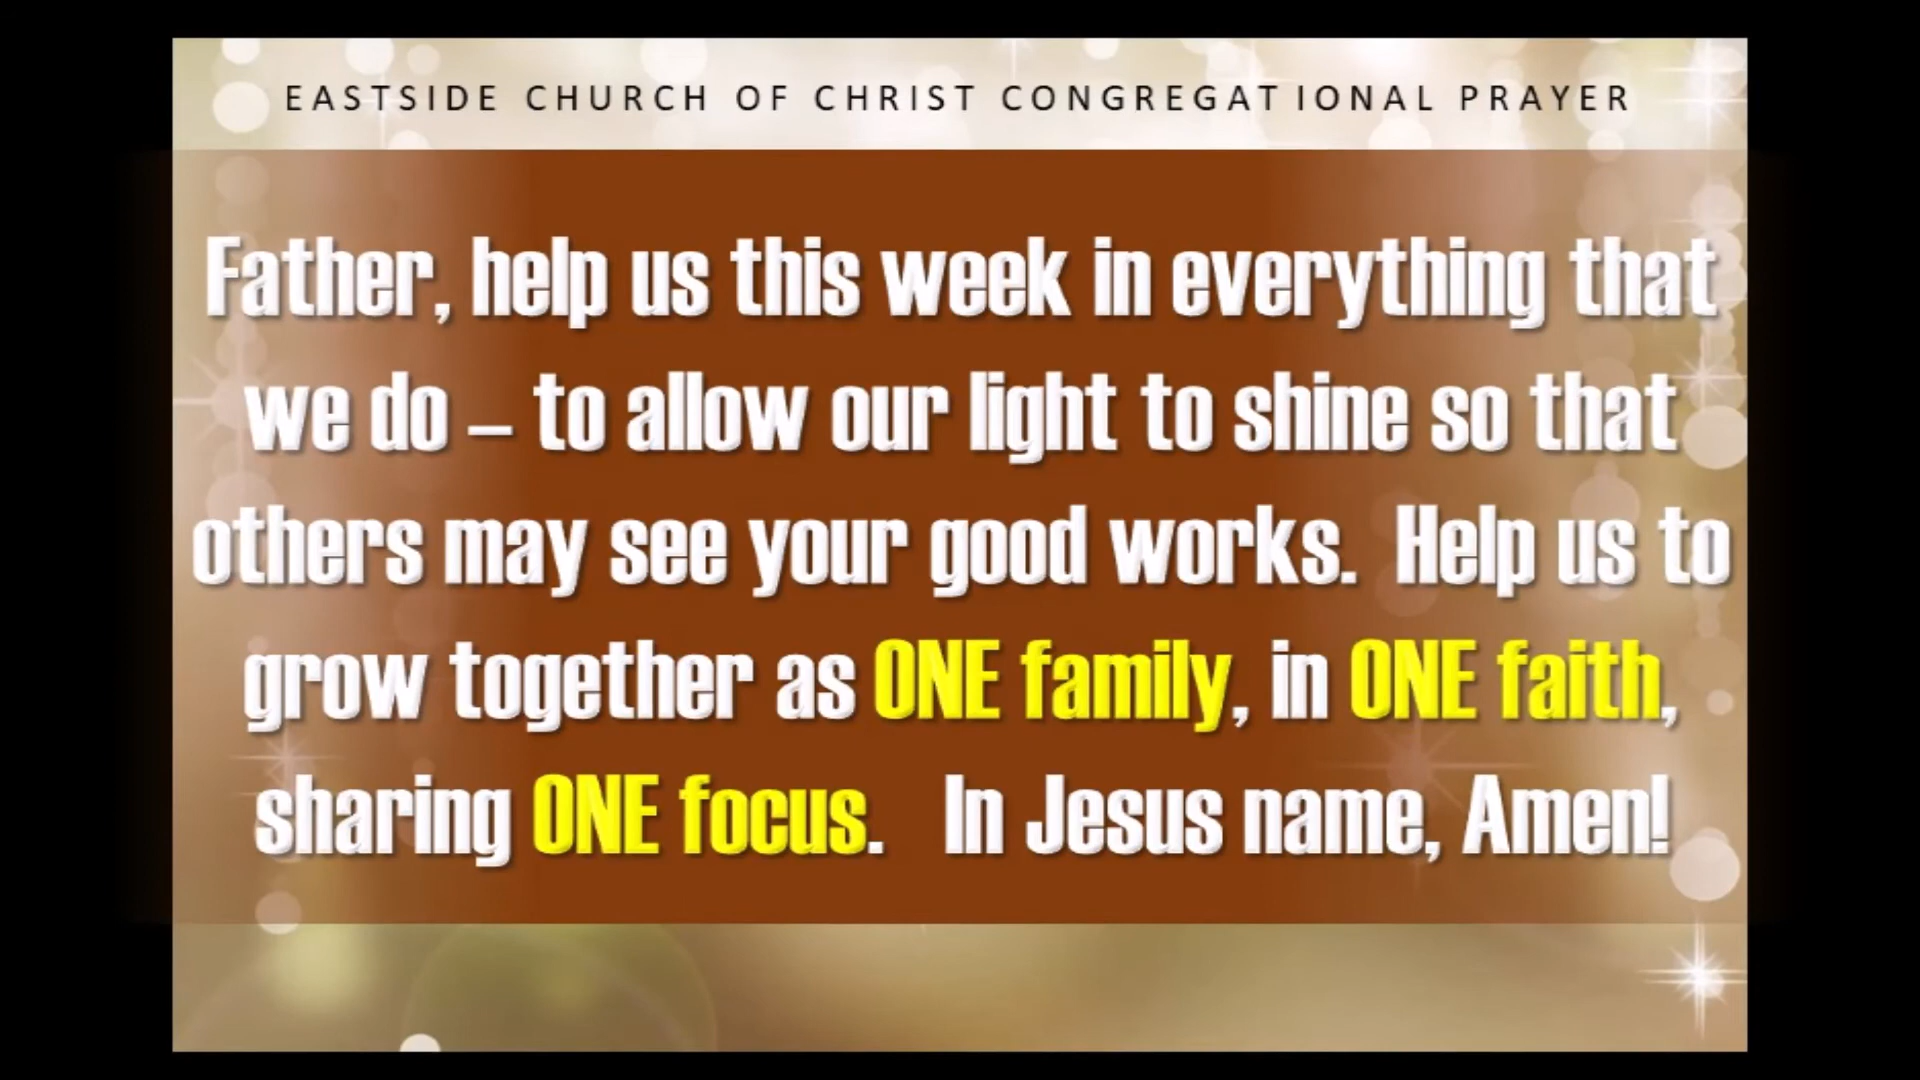 EASTSIDE CHURCH OF CHRIST CONGREGATIONAL PRAYER
Father, help us this week in everything that
we do – to allow our light to shine so that
others may see your good works. Help us to
grow together as ONE family, in ONE faith,
sharing ONE focus. In Jesus name, Amen!